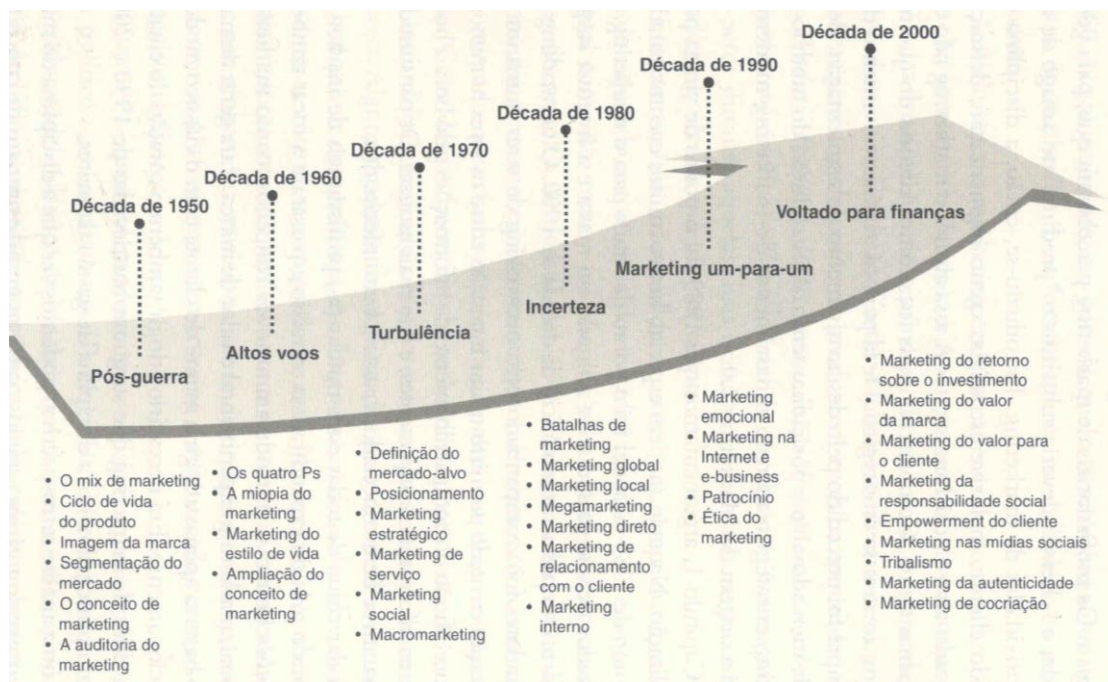 Década de 1950
Pós-guerra
• O mix de marketing
• Ciclo de vida
do produto
• Imagem da marca
• Segmentação do
mercado
• O conceito de
marketing
• A auditoria do
marketing
Década de 1960
Altos voos
• Os quatro Ps
• A miopia do
marketing
• Marketing do
estilo de vida
• Ampliação do
conceito de
marketing
Década de 1970
Turbulência
• Definição do
mercado-alvo
• Posicionamento
• Marketing
estratégico
• Marketing de
serviço
• Marketing
social
• Macromarketing
Década de 1980
Incerteza
• Batalhas de
marketing
• Marketing global
• Marketing local
• Megamarketing
• Marketing direto
• Marketing de
relacionamento
com o cliente
• Marketing
interno
Década de 1990
Marketing um-para-um
• Marketing
emocional
• Marketing na
Internet e
e-business
• Patrocínio
• Ética do
marketing
Década de 2000
Voltado para finanças
• Marketing do retorno
sobre o investimento
• Marketing do valor
da marca
• Marketing do valor para
o cliente
• Marketing da
responsabilidade social
• Empowerment do cliente
• Marketing nas mídias sociais
• Tribalismo
• Marketing da autenticidade
• Marketing de cocriação